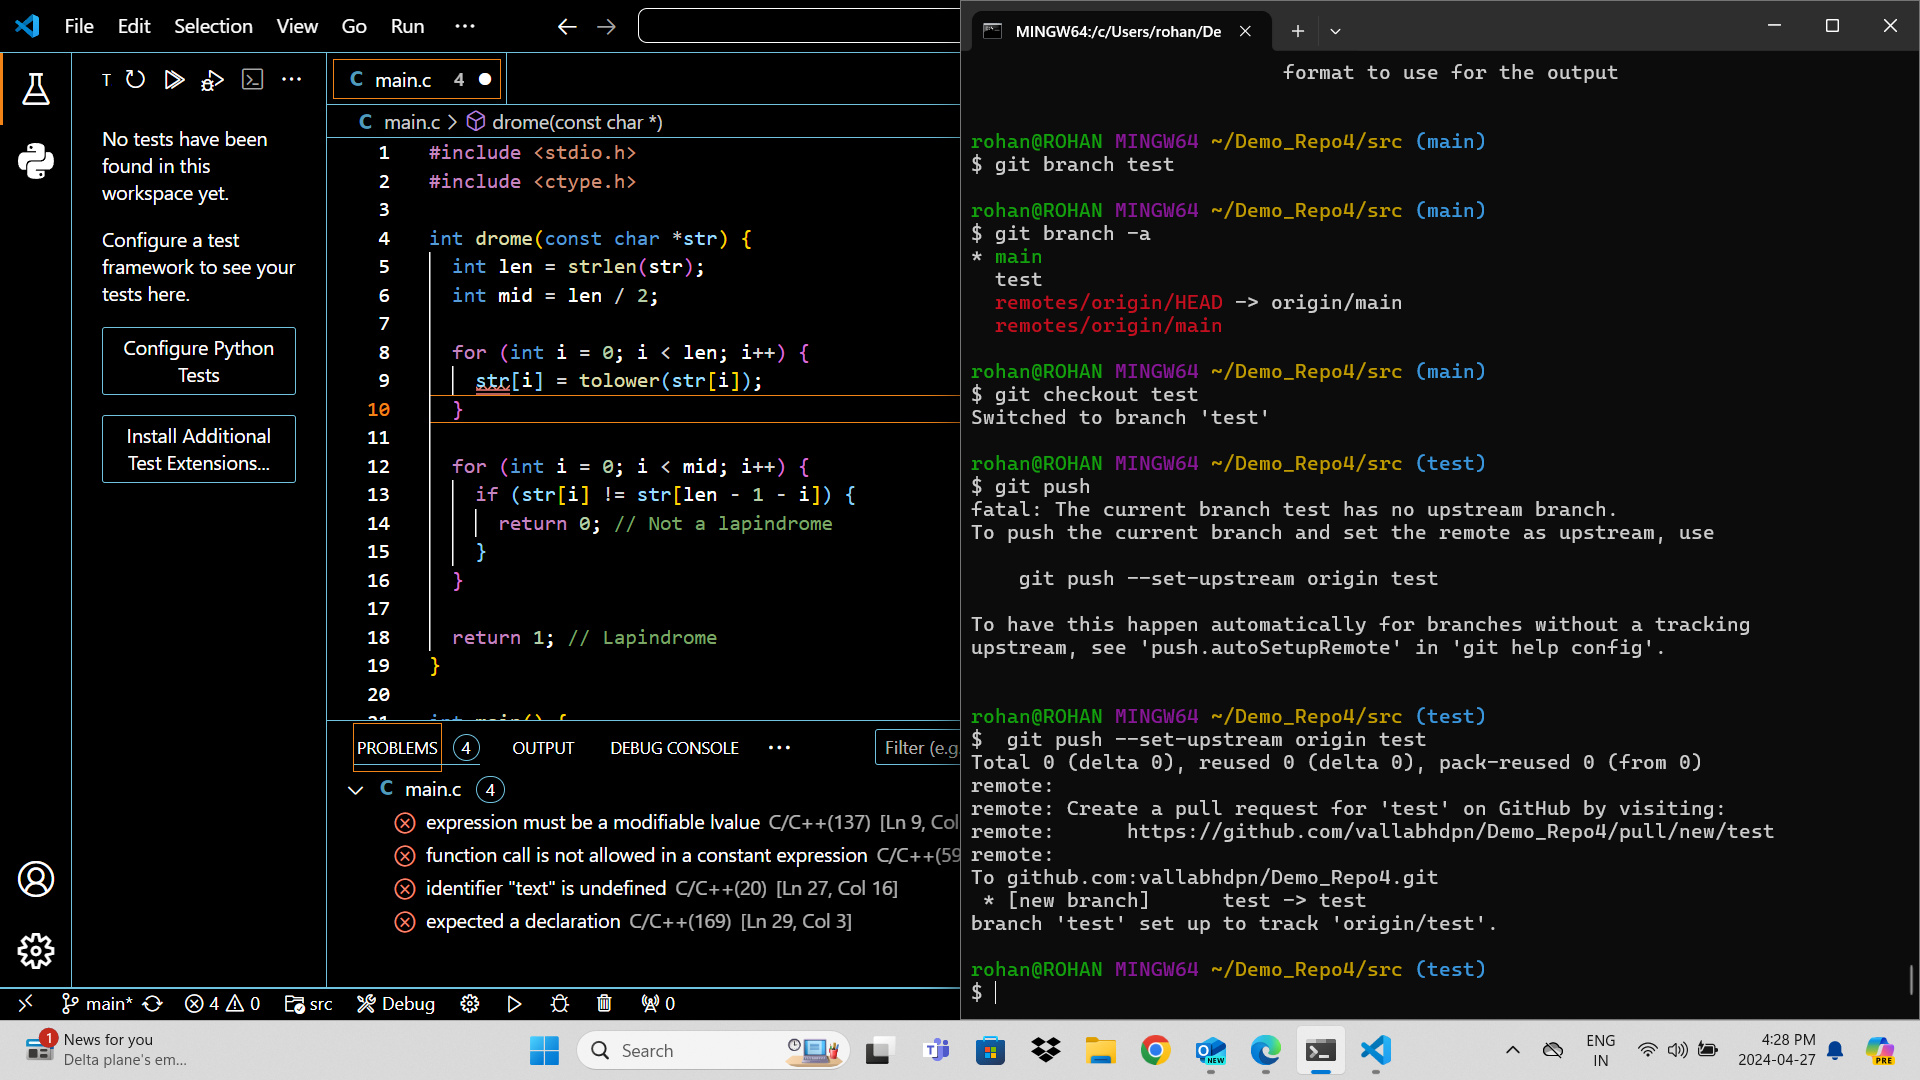 File Edit Selection View Go Run ···
T
No tests have been
found in this
workspace yet.
Configure a test
framework to see your
tests here.
Configure Python
Tests
Install Additional
Test Extensions...
C main.c 4
C main.c > drome(const char *)
1 #include <stdio.h>
2 #include <ctype.h>
3
4 int drome(const char *str) {
5 int len = strlen(str);
6 int mid = len / 2;
7
8 for (int i = 0; i < len; i++) {
9 str[i] = tolower(str[i]);
10 }
11
12 for (int i = 0; i < mid; i++) {
13 if (str[i] != str[len - 1 - i]) {
14 return 0; // Not a lapindrome
15 }
16 }
17
18 return 1; // Lapindrome
19 }
20
21 int main() {
PROBLEMS 4 OUTPUT DEBUG CONSOLE ··· Filter (e.g.
C main.c 4
expression must be a modifiable lvalue C/C++(137) [Ln 9, Col
function call is not allowed in a constant expression C/C++(59
identifier "text" is undefined C/C++(20) [Ln 27, Col 16]
expected a declaration C/C++(169) [Ln 29, Col 3]
main* 4 0 src Debug 0
MINGW64:/c/Users/rohan/De
format to use for the output
rohan@ROHAN MINGW64 ~/Demo_Repo4/src (main)
$ git branch test
rohan@ROHAN MINGW64 ~/Demo_Repo4/src (main)
$ git branch -a
* main
test
remotes/origin/HEAD -> origin/main
remotes/origin/main
rohan@ROHAN MINGW64 ~/Demo_Repo4/src (main)
$ git checkout test
Switched to branch 'test'
rohan@ROHAN MINGW64 ~/Demo_Repo4/src (test)
$ git push
fatal: The current branch test has no upstream branch.
To push the current branch and set the remote as upstream, use
git push --set-upstream origin test
To have this happen automatically for branches without a tracking
upstream, see 'push.autoSetupRemote' in 'git help config'.
rohan@ROHAN MINGW64 ~/Demo_Repo4/src (test)
$  git push --set-upstream origin test
Total 0 (delta 0), reused 0 (delta 0), pack-reused 0 (from 0)
remote:
remote: Create a pull request for 'test' on GitHub by visiting:
remote:      https://github.com/vallabhdpn/Demo_Repo4/pull/new/test
remote:
To github.com:vallabhdpn/Demo_Repo4.git
* [new branch]      test -> test
branch 'test' set up to track 'origin/test'.
rohan@ROHAN MINGW64 ~/Demo_Repo4/src (test)
$
1 News for you
Delta plane's em...
Search
NEW
ENG
IN
4:28 PM
2024-04-27
PRE